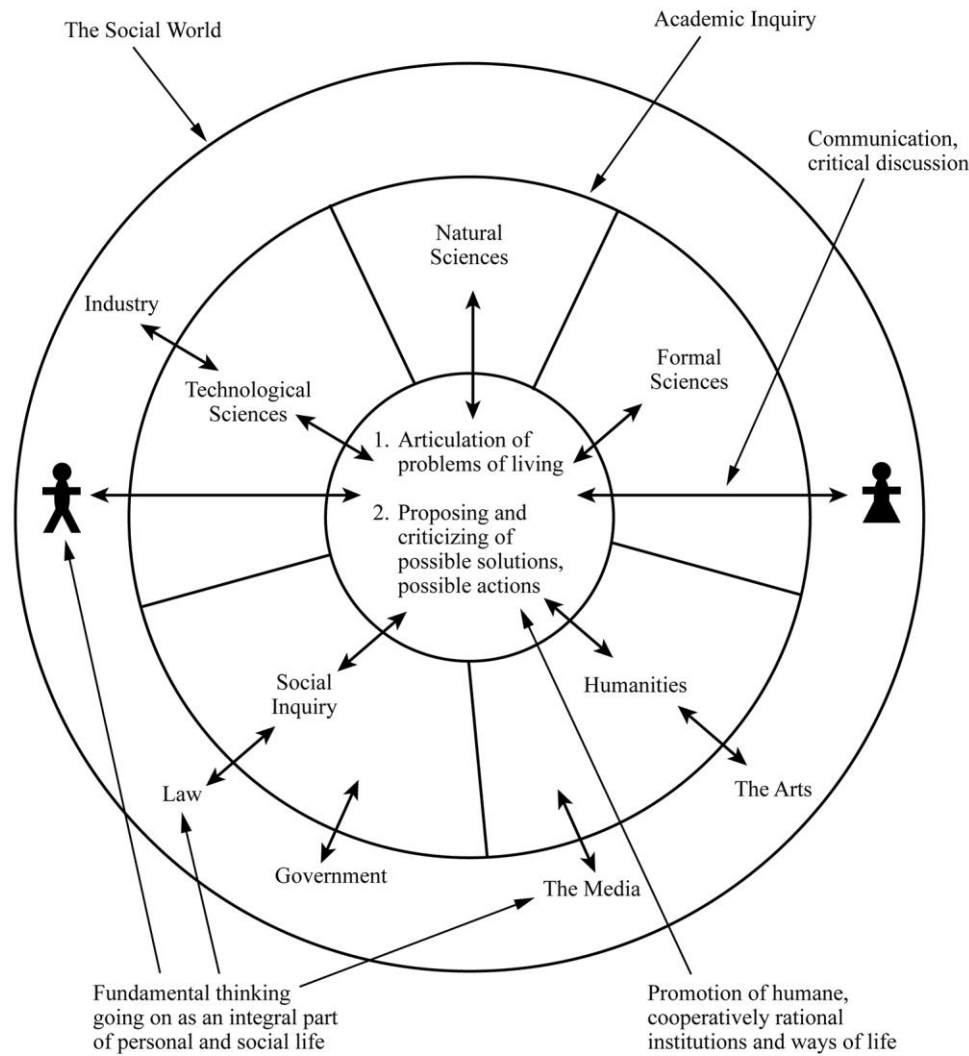 The Social World
Academic Inquiry
Communication,
critical discussion
Natural
Sciences
Industry
Formal
Sciences
Technological
Sciences
1. Articulation of
problems of living
2. Proposing and
criticizing of
possible solutions,
possible actions
Social
Inquiry
Humanities
Law
The Arts
Government
The Media
Fundamental thinking
going on as an integral part
of personal and social life
Promotion of humane,
cooperatively rational
institutions and ways of life